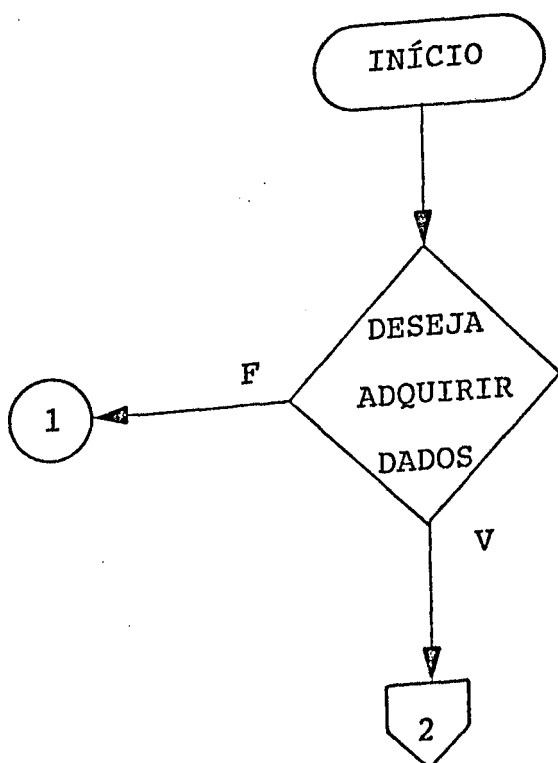 INÍCIO
DESEJA
ADQUIRIR
DADOS
F
1
V
2